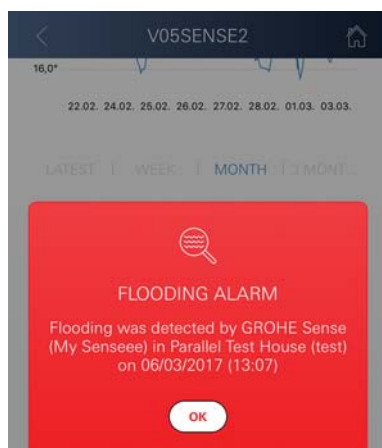 V05SENSE2
16,0°
22.02. 24.02. 25.02. 26.02. 27.02. 28.02. 01.03. 03.03.
LATEST | WEEK | MONTH | 3 MONT...
FLOODING ALARM
Flooding was detected by GROHE Sense
(My Senseee) in Parallel Test House (test)
on 06/03/2017 (13:07)
OK